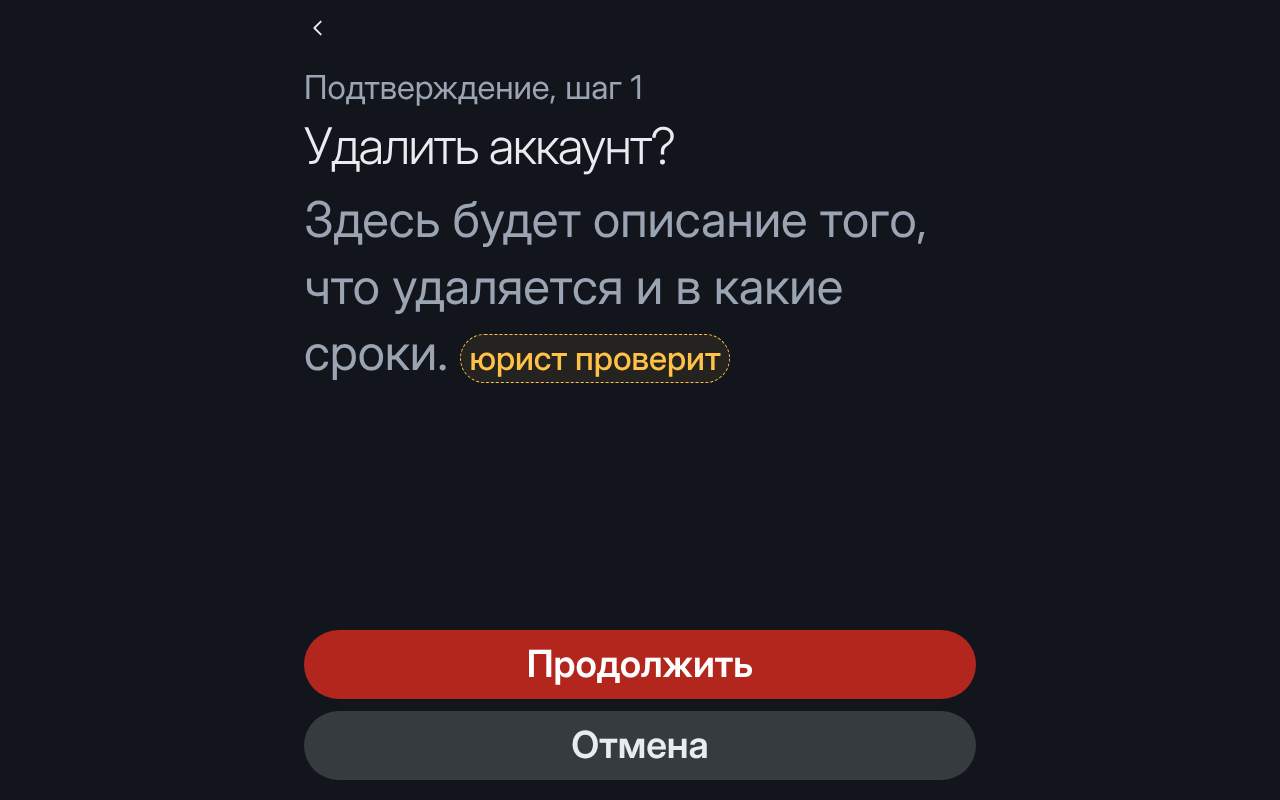 Подтверждение, шаг 1
Удалить аккаунт?
Здесь будет описание того,
что удаляется и в какие
сроки. юрист проверит
Продолжить
Отмена